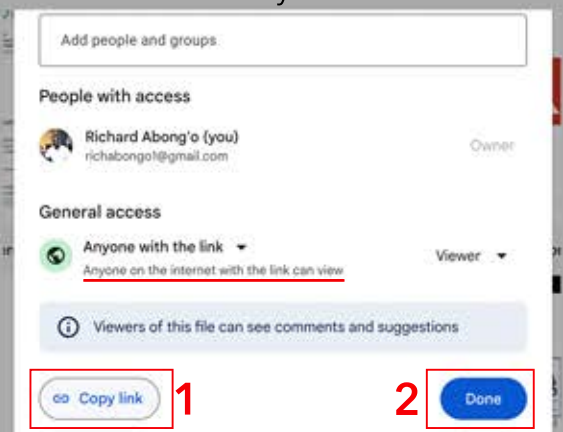 Add people and groups
People with access
Richard Abong'o (you)
richabongo1@gmail.com
Owner
General access
Anyone with the link
Anyone on the internet with the link can view
Viewer
Viewers of this file can see comments and suggestions
Copy link
1
2
Done